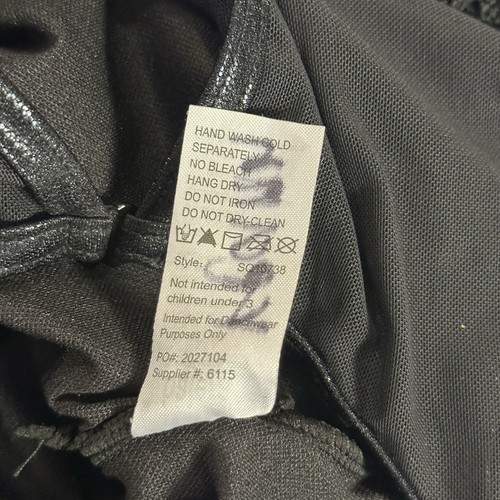 HAND WASH COLD
SEPARATELY
NO BLEACH
HANG DRY
DO NOT IRON
DO NOT DRY-CLEAN
Style: SO10738
Not intended for
children under 3
Intended for Dancewear
Purposes Only
PO#: 2027104
Supplier #: 6115